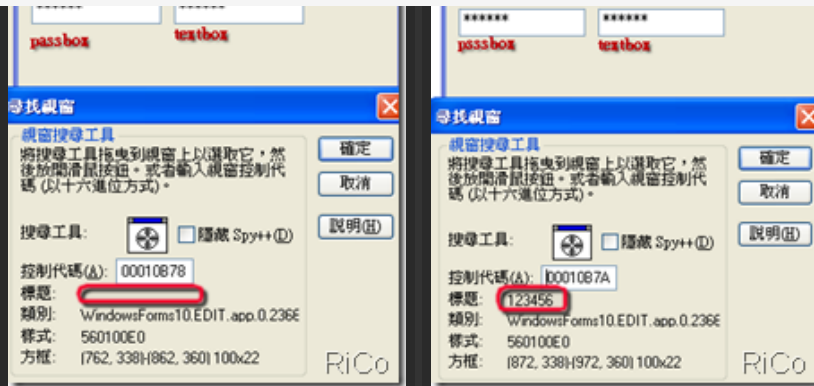 ******
******
passbox
textbox
尋找視窗
視窗搜尋工具
將搜尋工具拖曳到視窗上以選取它，然
後放開滑鼠按鈕。或者輸入視窗控制代
碼 (以十六進位方式)。
確定
取消
說明(H)
搜尋工具:
隱藏 Spy++(D)
控制代碼(A): 00010B78
標題:
類別: WindowsForms10.EDIT.app.0.236E
樣式: 560100E0
方框: (762, 338)-(862, 360) 100x22
RiCo
******
******
passbox
textbox
尋找視窗
視窗搜尋工具
將搜尋工具拖曳到視窗上以選取它，然
後放開滑鼠按鈕。或者輸入視窗控制代
碼 (以十六進位方式)。
確定
取消
說明(H)
搜尋工具:
隱藏 Spy++(D)
控制代碼(A): 00010B7A
標題: 123456
類別: WindowsForms10.EDIT.app.0.236E
樣式: 560100E0
方框: (872, 338)-(972, 360) 100x22
RiCo